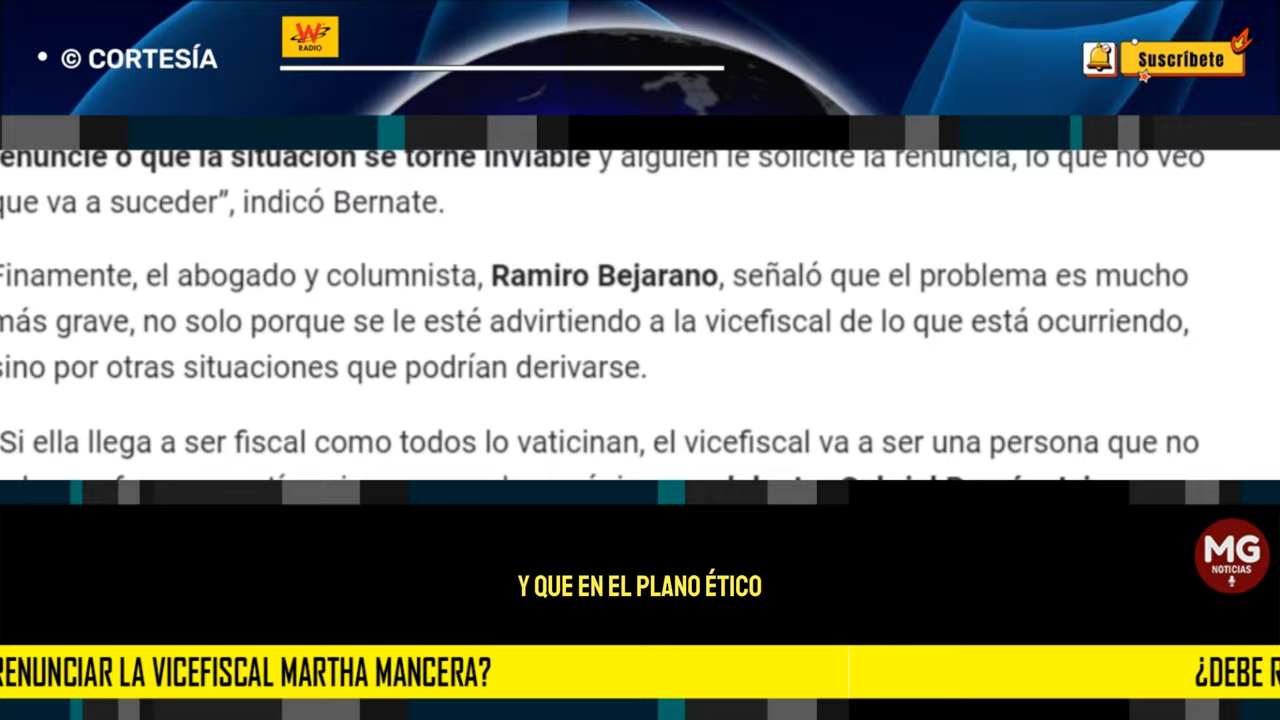 • © CORTESÍA
W
RADIO
Suscríbete
enuncie o que la situación se torne inviable y alguien le solicite la renuncia, lo que no veo
que va a suceder”, indicó Bernate.
Finamente, el abogado y columnista, Ramiro Bejarano, señaló que el problema es mucho
más grave, no solo porque se le esté advirtiendo a la vicefiscal de lo que está ocurriendo,
sino por otras situaciones que podrían derivarse.
Si ella llega a ser fiscal como todos lo vaticinan, el vicefiscal va a ser una persona que no
MG
NOTICIAS
Y QUE EN EL PLANO ÉTICO
RENUNCIAR LA VICEFISCAL MARTHA MANCERA? ¿DEBE R